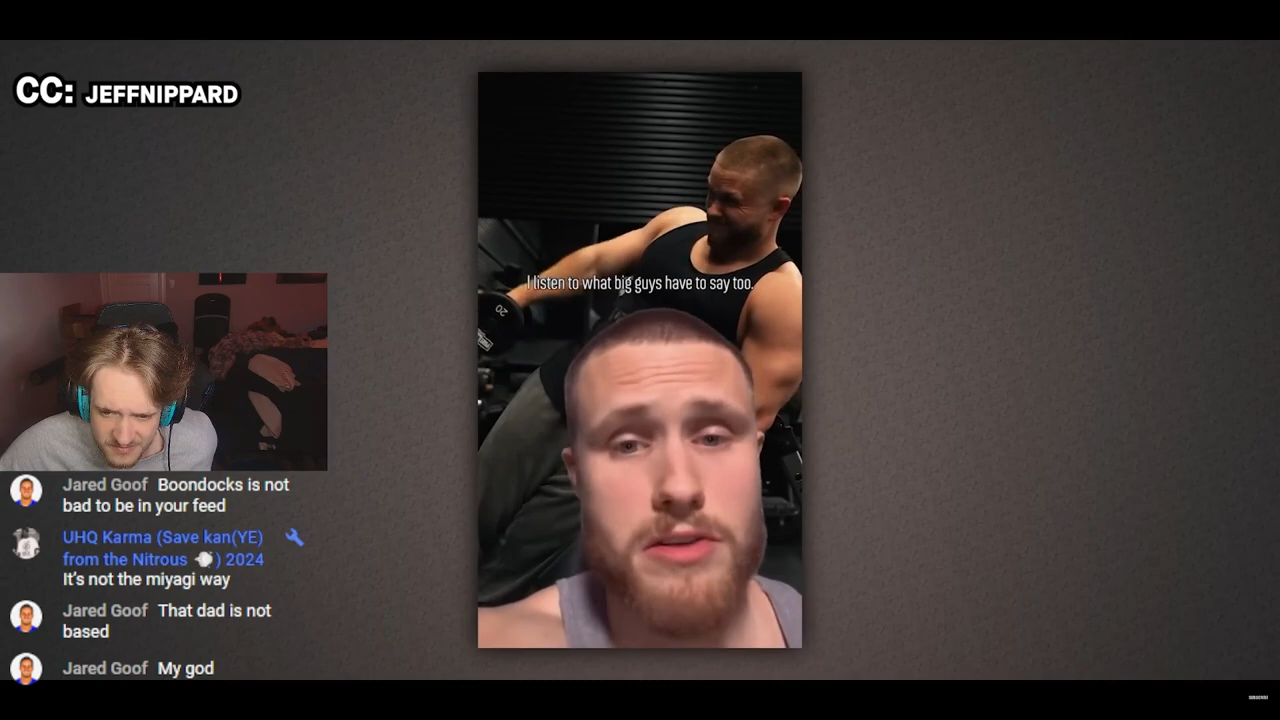 CC: JEFFNIPPARD
I listen to what big guys have to say too.
20
Jared Goof Boondocks is not
bad to be in your feed
UHQ Karma (Save kan(YE)
from the Nitrous 💨) 2024
It's not the miyagi way
Jared Goof That dad is not
based
Jared Goof My god
SUBSCRIBE